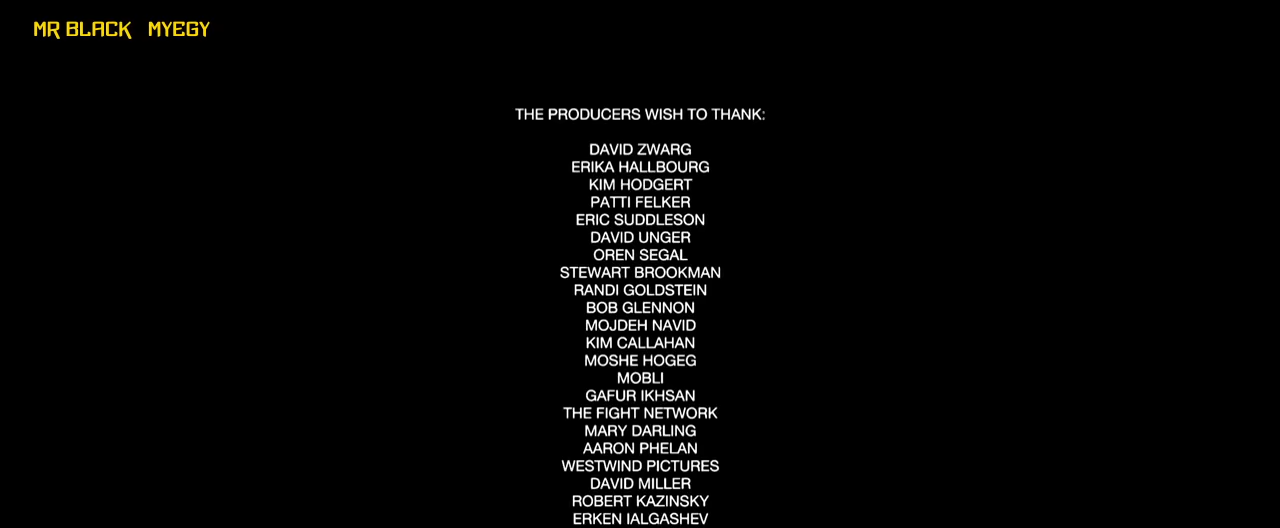 MR BLACK MYEGY
THE PRODUCERS WISH TO THANK:
DAVID ZWARG
ERIKA HALLBOURG
KIM HODGERT
PATTI FELKER
ERIC SUDDLESON
DAVID UNGER
OREN SEGAL
STEWART BROOKMAN
RANDI GOLDSTEIN
BOB GLENNON
MOJDEH NAVID
KIM CALLAHAN
MOSHE HOGEG
MOBLI
GAFUR IKHSAN
THE FIGHT NETWORK
MARY DARLING
AARON PHELAN
WESTWIND PICTURES
DAVID MILLER
ROBERT KAZINSKY
ERKEN IALGASHEV